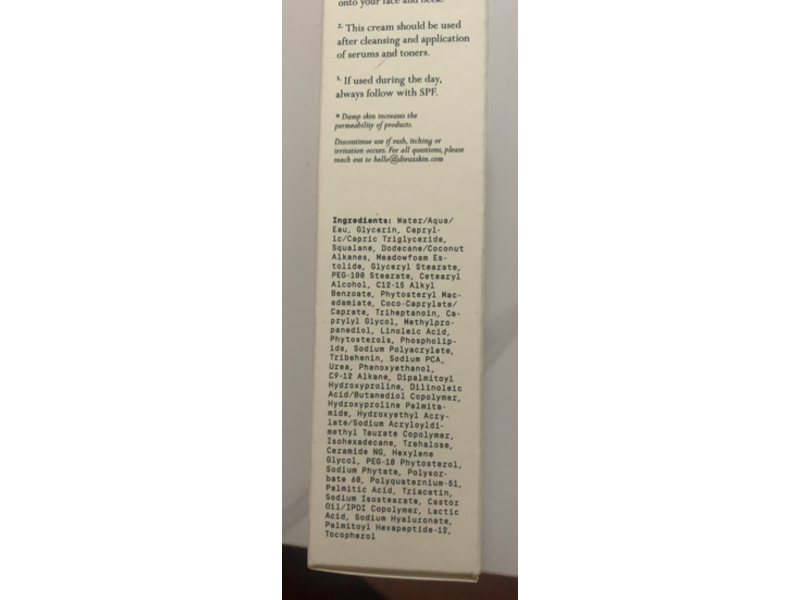 onto your face and neck.
2. This cream should be used
after cleansing and application
of serums and toners.
3. If used during the day,
always follow with SPF.
* Damp skin increases the
permeability of products.
Discontinue use if rash, itching or
irritation occurs. For all questions, please
reach out to hello@dieuxskin.com
Ingredients: Water/Aqua/
Eau, Glycerin, Capryl-
ic/Capric Triglyceride,
Squalane, Dodecane/Coconut
Alkanes, Meadowfoam Es-
tolide, Glyceryl Stearate,
PEG-100 Stearate, Cetearyl
Alcohol, C12-15 Alkyl
Benzoate, Phytosteryl Mac-
adamiate, Coco-Caprylate/
Caprate, Triheptanoin, Ca-
prylyl Glycol, Methylpro-
panediol, Linoleic Acid,
Phytosterols, Phospholip-
ids, Sodium Polyacrylate,
Tribehenin, Sodium PCA,
Urea, Phenoxyethanol,
C9-12 Alkane, Dipalmitoyl
Hydroxyproline, Dilinoleic
Acid/Butanediol Copolymer,
Hydroxyproline Palmita-
mide, Hydroxyethyl Acry-
late/Sodium Acryloyldi-
methyl Taurate Copolymer,
Isohexadecane, Trehalose,
Ceramide NG, Hexylene
Glycol, PEG-10 Phytosterol,
Sodium Phytate, Polysor-
bate 60, Polyquaternium-51,
Palmitic Acid, Triacetin,
Sodium Isostearate, Castor
Oil/IPDI Copolymer, Lactic
Acid, Sodium Hyaluronate,
Palmitoyl Hexapeptide-12,
Tocopherol